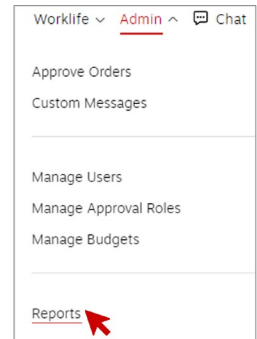 Worklife Admin Chat
Approve Orders
Custom Messages
Manage Users
Manage Approval Roles
Manage Budgets
Reports